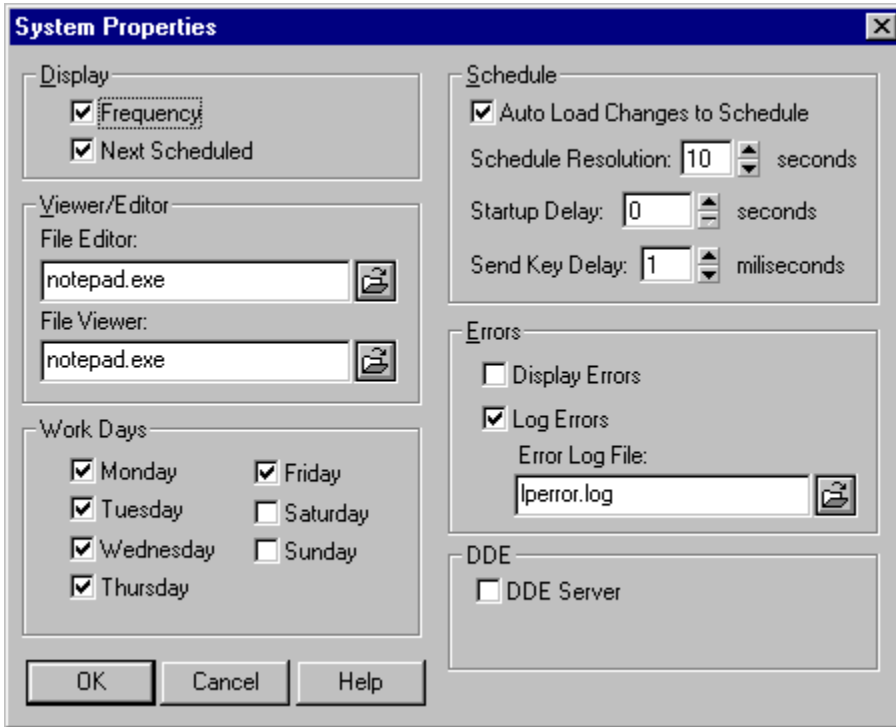 System Properties
Display
Frequency
Next Scheduled
Viewer/Editor
File Editor:
notepad.exe
File Viewer:
notepad.exe
Work Days
Monday
Tuesday
Wednesday
Thursday
Friday
Saturday
Sunday
OK Cancel Help
Schedule
Auto Load Changes to Schedule
Schedule Resolution: 10 seconds
Startup Delay: 0 seconds
Send Key Delay: 1 miliseconds
Errors
Display Errors
Log Errors
Error Log File:
lperror.log
DDE
DDE Server